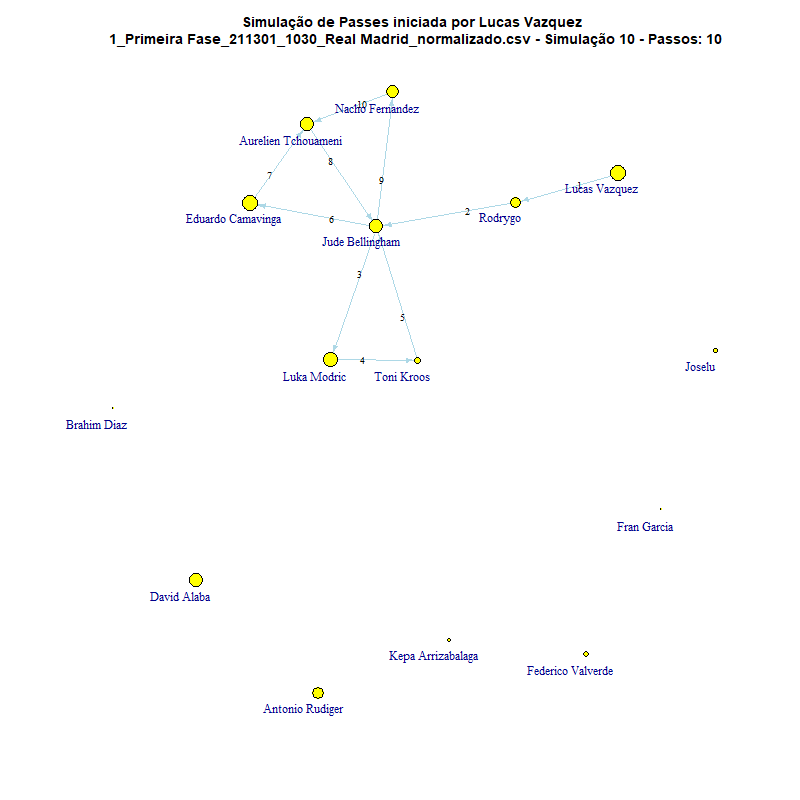 Simulação de Passes iniciada por Lucas Vazquez
1_Primeira Fase_211301_1030_Real Madrid_normalizado.csv - Simulação 10 - Passos: 10
10
Nacho Fernandez
Aurelien Tchouameni
8
7
9
1
Lucas Vazquez
2
Rodrygo
Eduardo Camavinga
6
Jude Bellingham
3
5
4
Luka Modric
Toni Kroos
Joselu
Brahim Diaz
Fran Garcia
David Alaba
Kepa Arrizabalaga
Federico Valverde
Antonio Rudiger